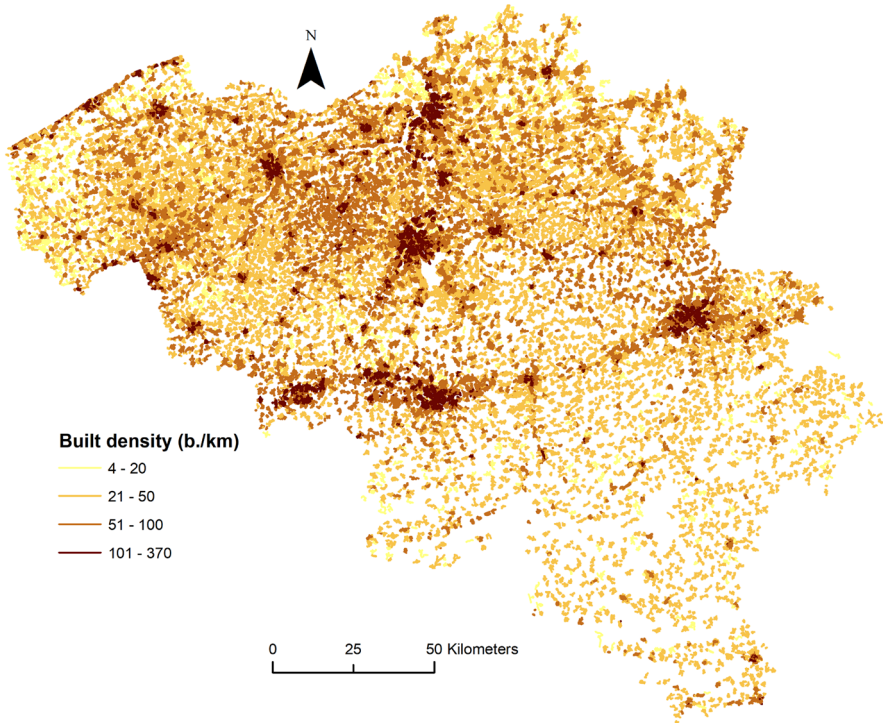 N
Built density (b./km)
4 - 20
21 - 50
51 - 100
101 - 370
0 25 50 Kilometers